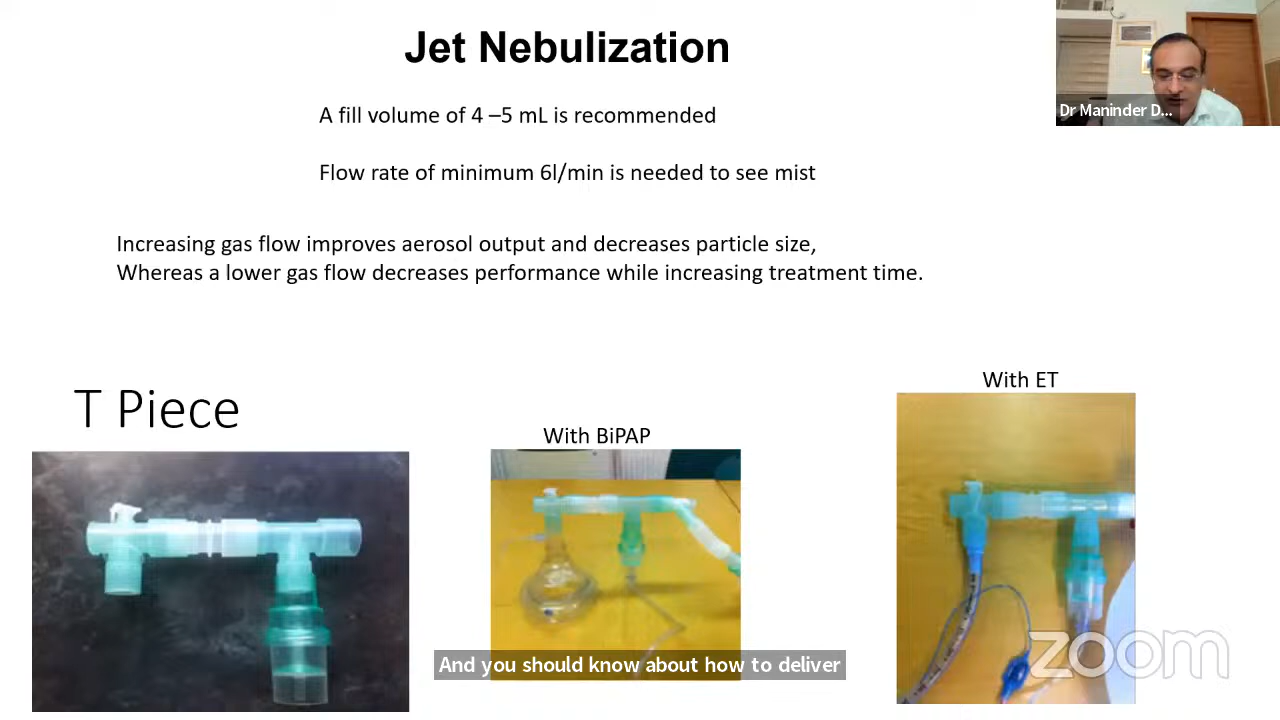 Jet Nebulization
Dr Maninder D...
A fill volume of 4 –5 mL is recommended
Flow rate of minimum 6l/min is needed to see mist
Increasing gas flow improves aerosol output and decreases particle size,
Whereas a lower gas flow decreases performance while increasing treatment time.
T Piece
With BiPAP
With ET
And you should know about how to deliver
zoom